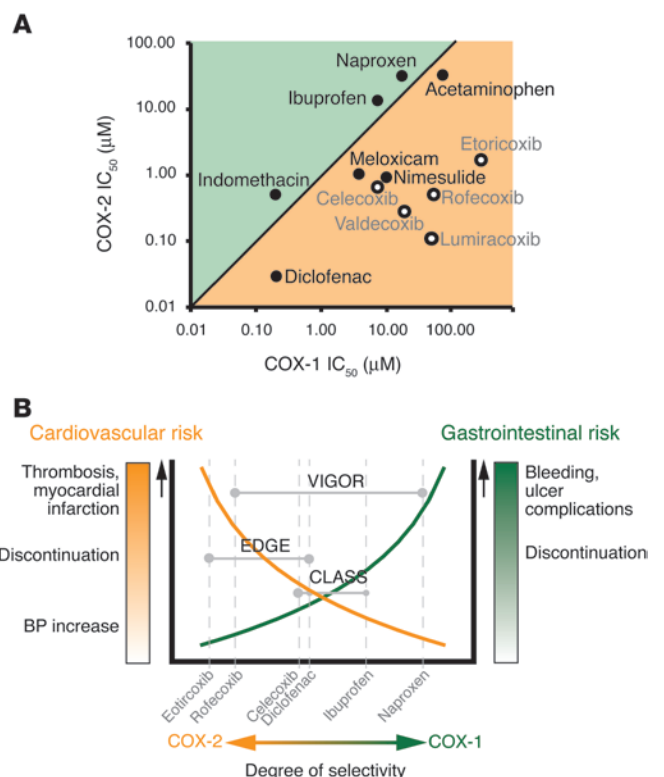 A
100.00
10.00
1.00
0.10
0.01
COX-2 IC50 (μM)
Naproxen
Acetaminophen
Ibuprofen
Etoricoxib
Meloxicam
Indomethacin
Nimesulide
Celecoxib
Rofecoxib
Valdecoxib
Lumiracoxib
Diclofenac
0.01
0.10
1.00
10.00
100.00
COX-1 IC50 (μM)
B
Cardiovascular risk
Gastrointestinal risk
Thrombosis,
myocardial
infarction
Discontinuation
BP increase
VIGOR
EDGE
CLASS
Bleeding,
ulcer
complications
Discontinuation
Eotircoxib
Rofecoxib
Celecoxib
Diclofenac
Ibuprofen
Naproxen
COX-2
COX-1
Degree of selectivity